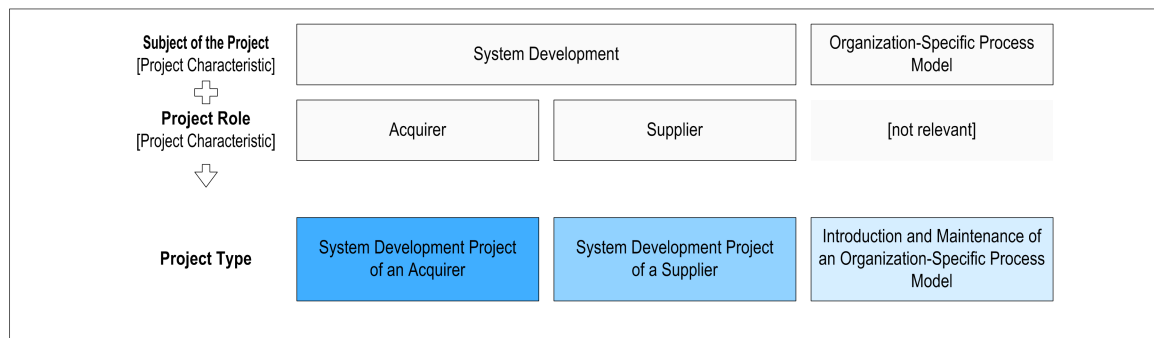 Subject of the Project
[Project Characteristic]
System Development
Organization-Specific Process
Model
Project Role
[Project Characteristic]
Acquirer
Supplier
[not relevant]
Project Type
System Development Project
of an Acquirer
System Development Project
of a Supplier
Introduction and Maintenance of
an Organization-Specific Process
Model